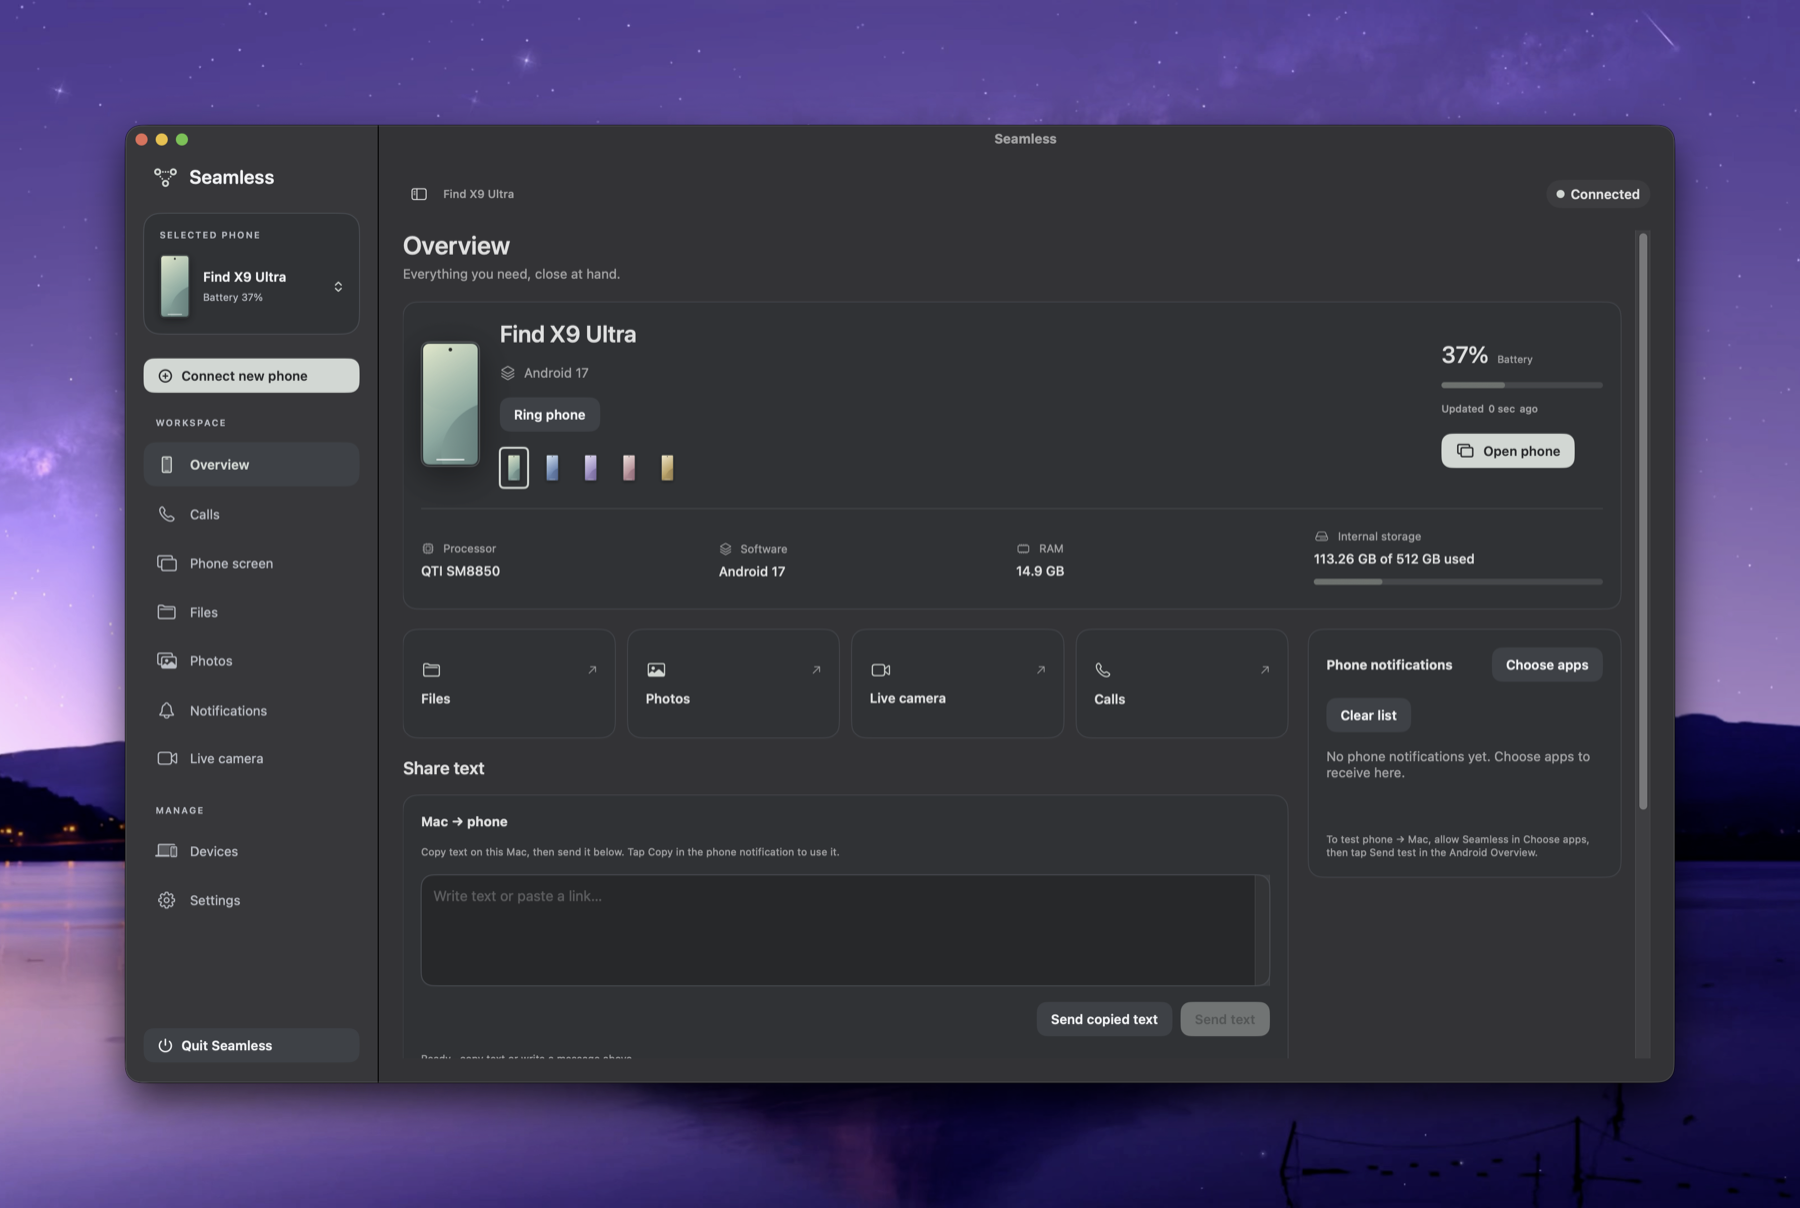 Seamless
Seamless
SELECTED PHONE
Find X9 Ultra
Battery 37%
Connect new phone
WORKSPACE
Overview
Calls
Phone screen
Files
Photos
Notifications
Live camera
MANAGE
Devices
Settings
Quit Seamless
Find X9 Ultra
Connected
Overview
Everything you need, close at hand.
Find X9 Ultra
Android 17
Ring phone
37% Battery
Updated 0 sec ago
Open phone
Processor
QTI SM8850
Software
Android 17
RAM
14.9 GB
Internal storage
113.26 GB of 512 GB used
Files
Photos
Live camera
Calls
Phone notifications
Choose apps
Clear list
No phone notifications yet. Choose apps to
receive here.
To test phone → Mac, allow Seamless in Choose apps,
then tap Send test in the Android Overview.
Share text
Mac → phone
Copy text on this Mac, then send it below. Tap Copy in the phone notification to use it.
Write text or paste a link...
Send copied text
Send text